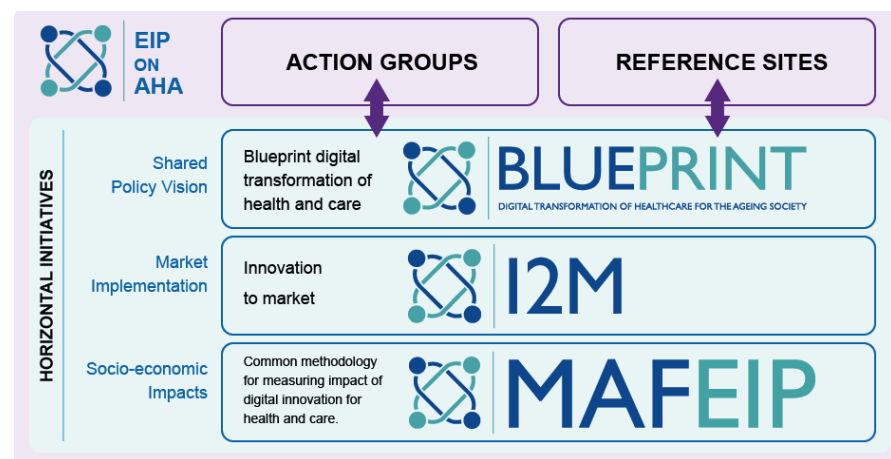 EIP
ON
AHA
ACTION GROUPS
REFERENCE SITES
HORIZONTAL INITIATIVES
Shared
Policy Vision
Blueprint digital
transformation of
health and care
BLUEPRINT
DIGITAL TRANSFORMATION OF HEALTHCARE FOR THE AGEING SOCIETY
Market
Implementation
Innovation
to market
I2M
Socio-economic
Impacts
Common methodology
for measuring impact of
digital innovation for
health and care.
MAFEIP